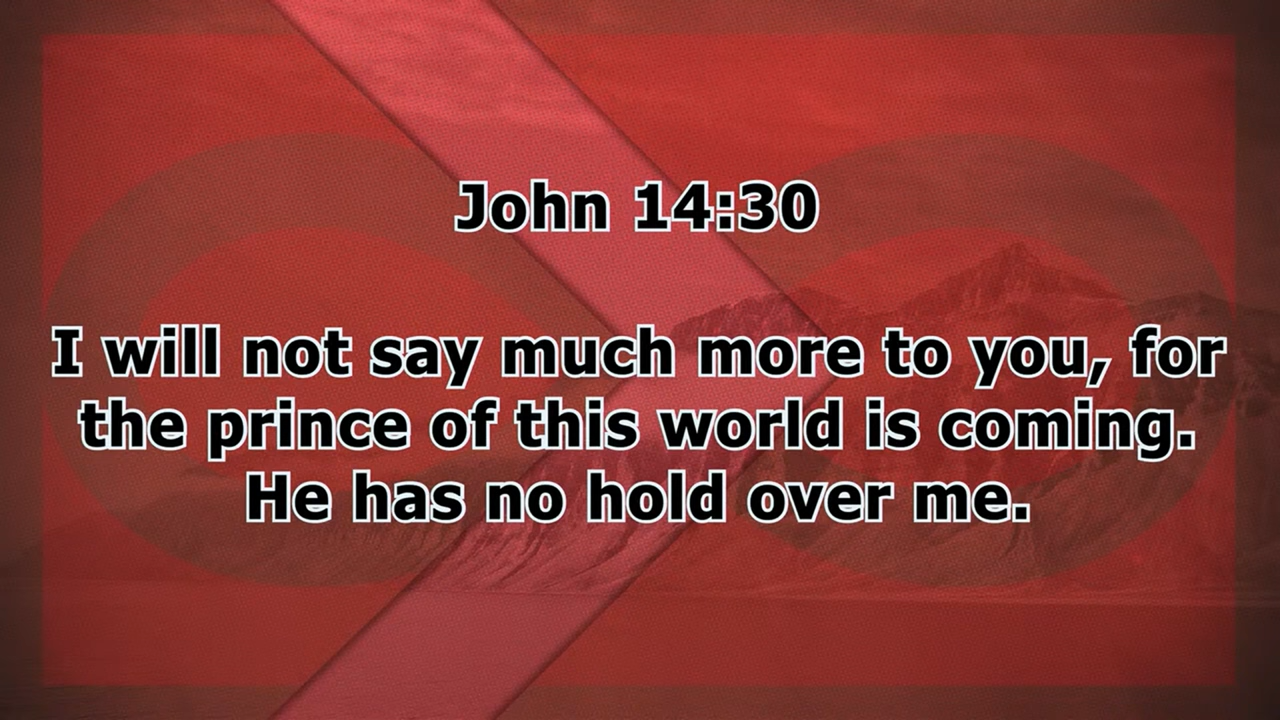 John 14:30
I will not say much more to you, for
the prince of this world is coming.
He has no hold over me.